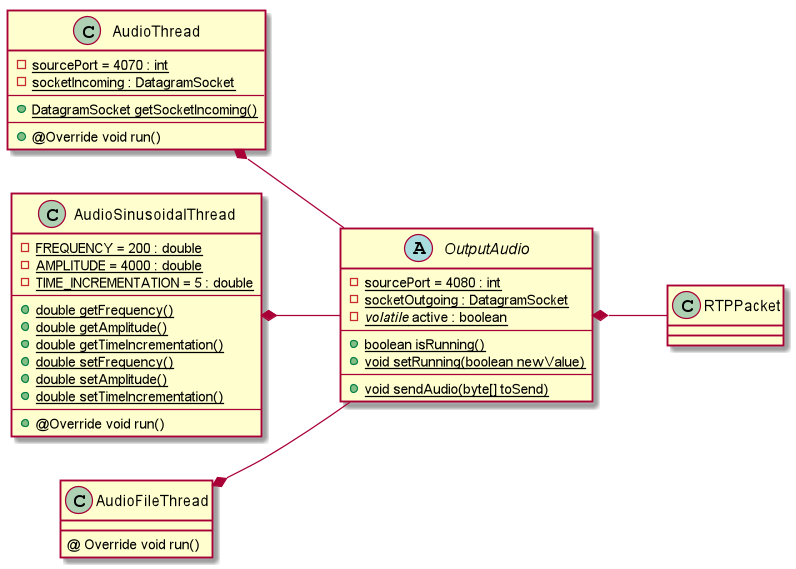 C AudioThread
sourcePort = 4070 : int
socketIncoming : DatagramSocket
DatagramSocket getSocketIncoming()
@Override void run()
C AudioSinusoidalThread
FREQUENCY = 200 : double
AMPLITUDE = 4000 : double
TIME_INCREMENTATION = 5 : double
double getFrequency()
double getAmplitude()
double getTimeIncrementation()
double setFrequency()
double setAmplitude()
double setTimeIncrementation()
@Override void run()
C AudioFileThread
@ Override void run()
A OutputAudio
sourcePort = 4080 : int
socketOutgoing : DatagramSocket
volatile active : boolean
boolean isRunning()
void setRunning(boolean newValue)
void sendAudio(byte[] toSend)
C RTPPacket